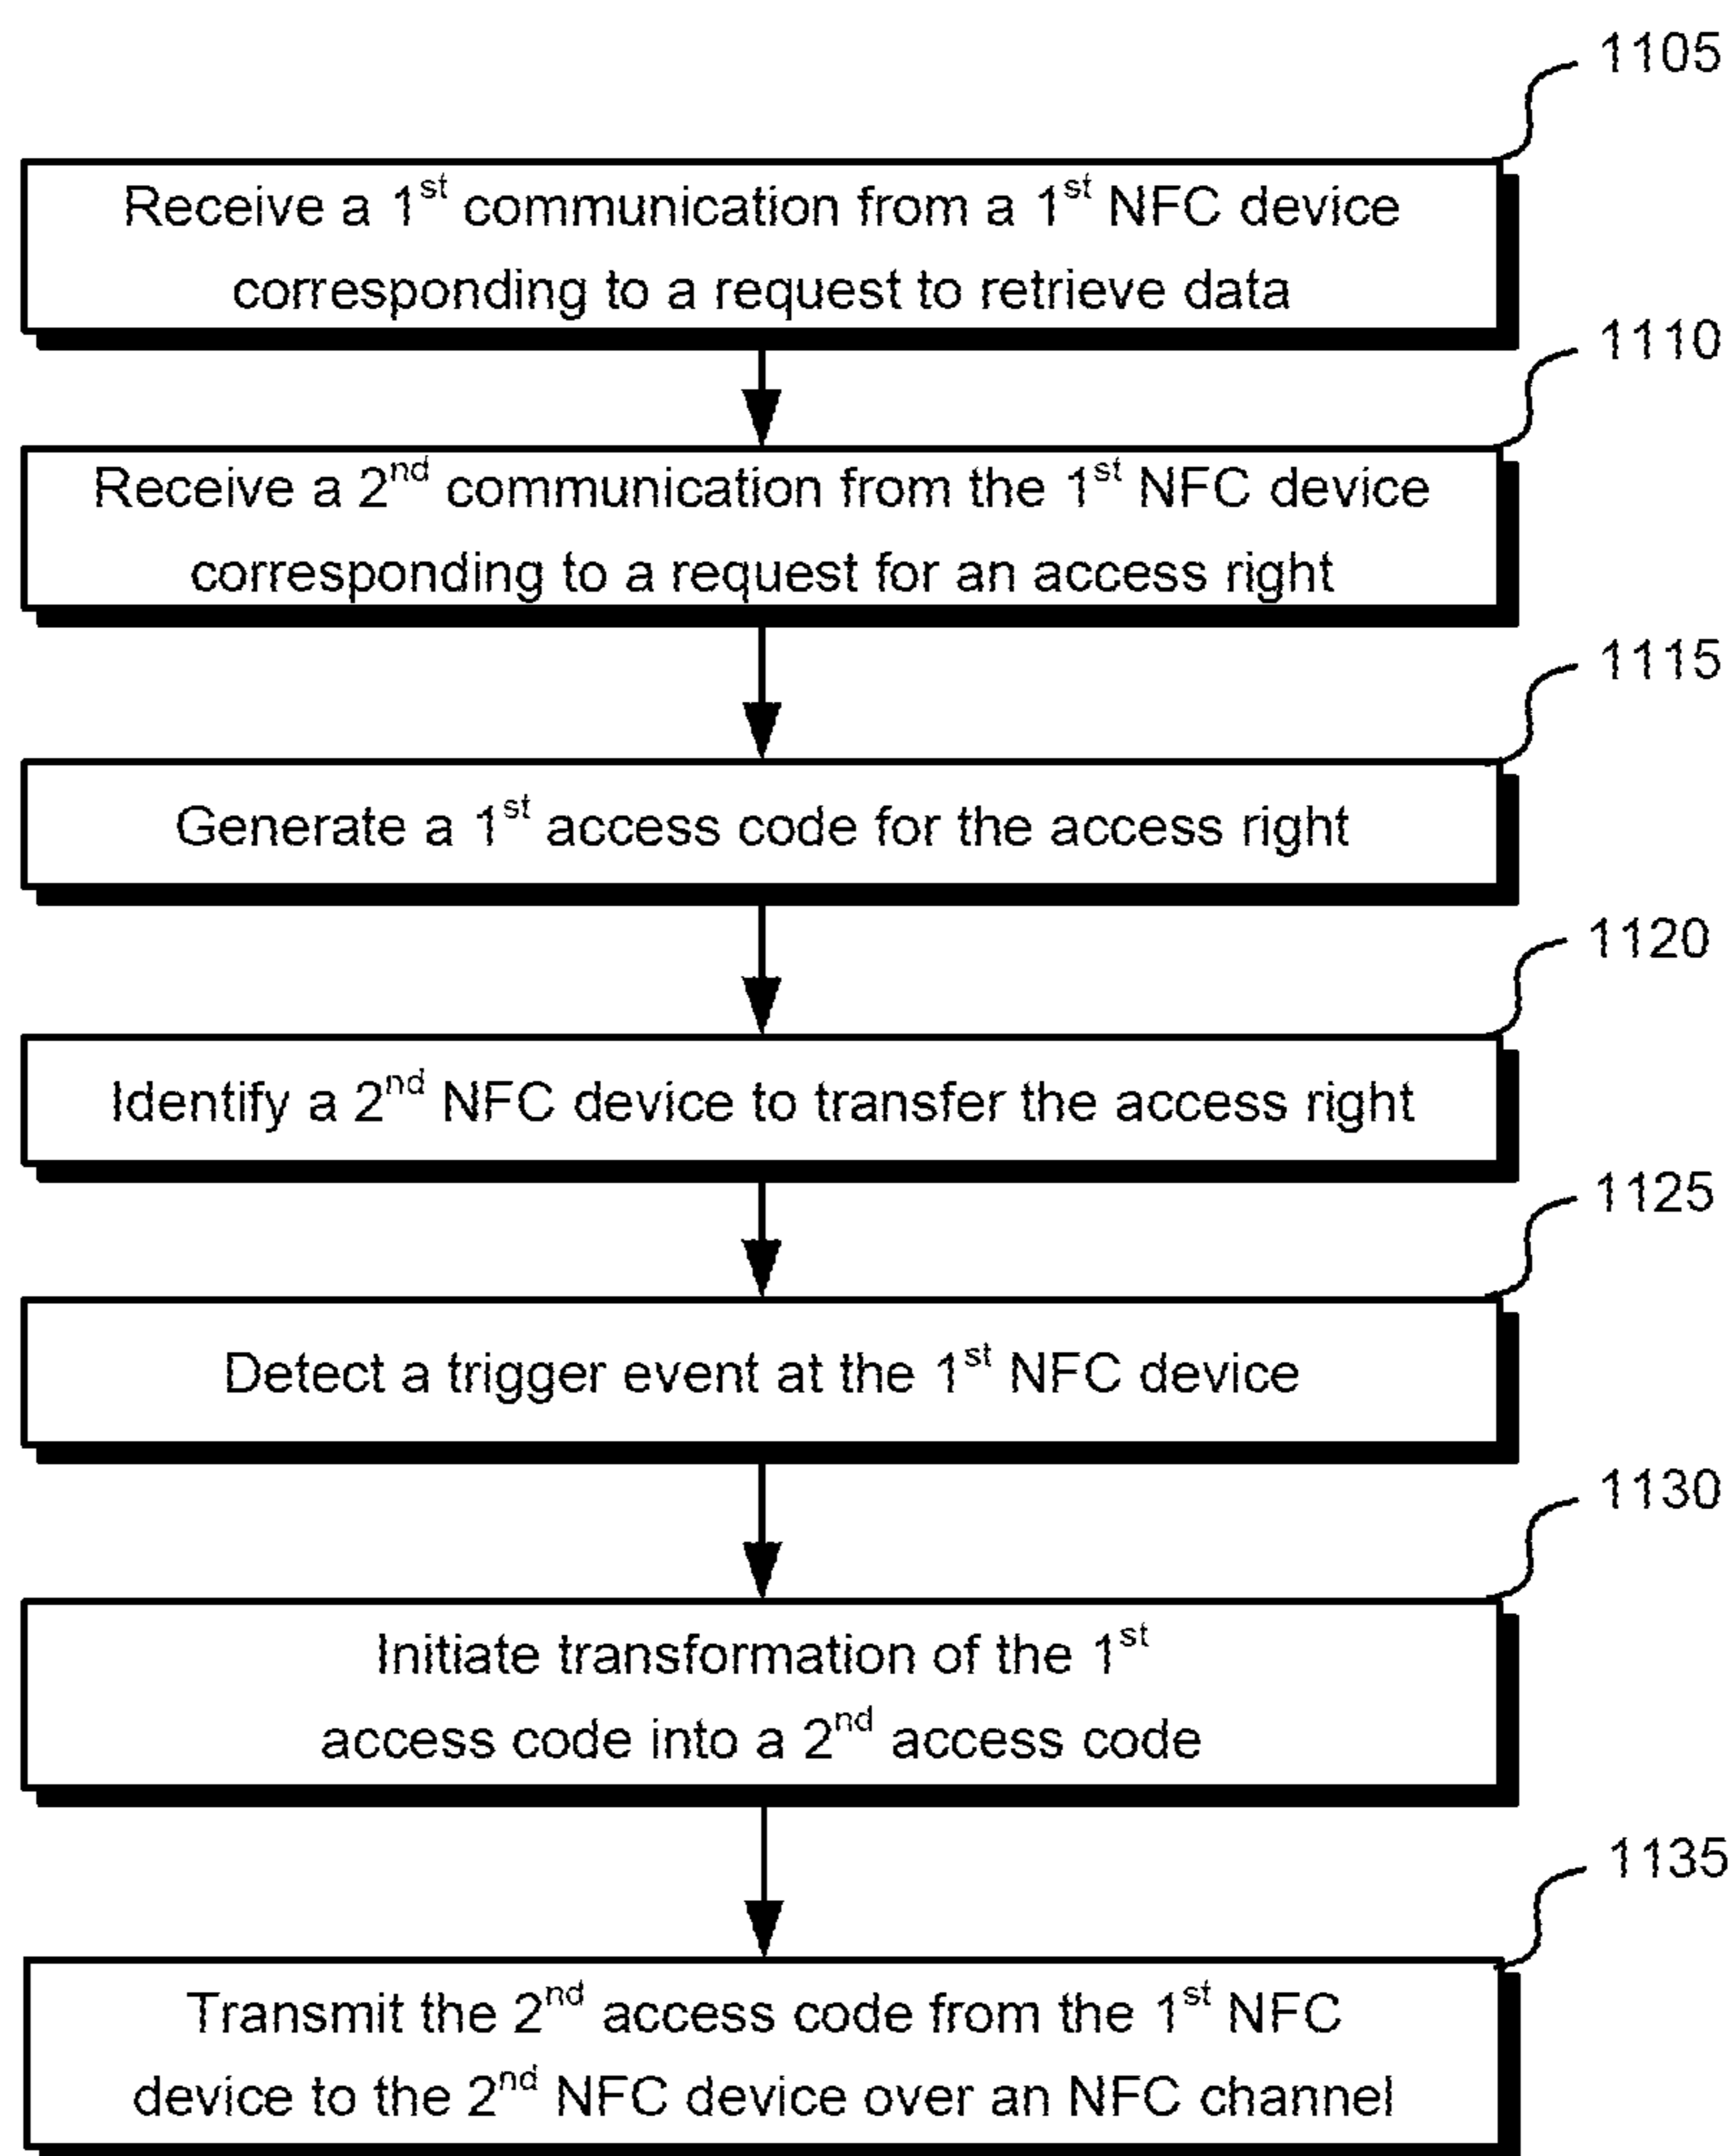 1105
Receive a 1st communication from a 1st NFC device
corresponding to a request to retrieve data
1110
Receive a 2nd communication from the 1st NFC device
corresponding to a request for an access right
1115
Generate a 1st access code for the access right
1120
Identify a 2nd NFC device to transfer the access right
1125
Detect a trigger event at the 1st NFC device
1130
Initiate transformation of the 1st
access code into a 2nd access code
1135
Transmit the 2nd access code from the 1st NFC
device to the 2nd NFC device over an NFC channel